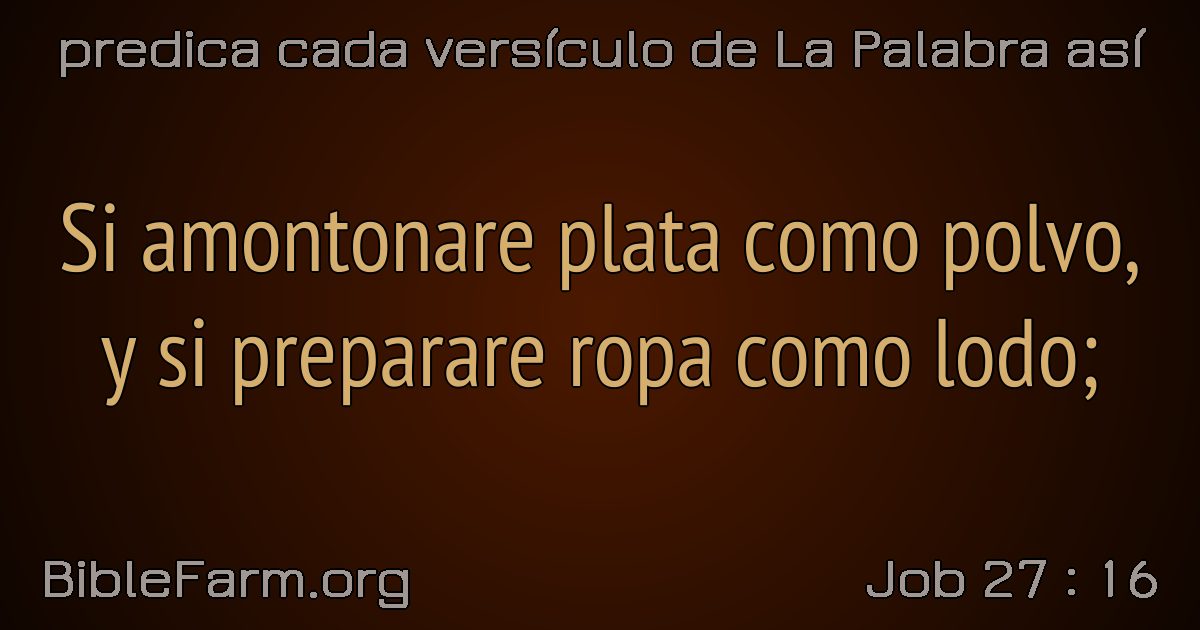 predica cada versículo de La Palabra así
Si amontonare plata como polvo,
y si preparare ropa como lodo;
BibleFarm.org
Job 27 : 16